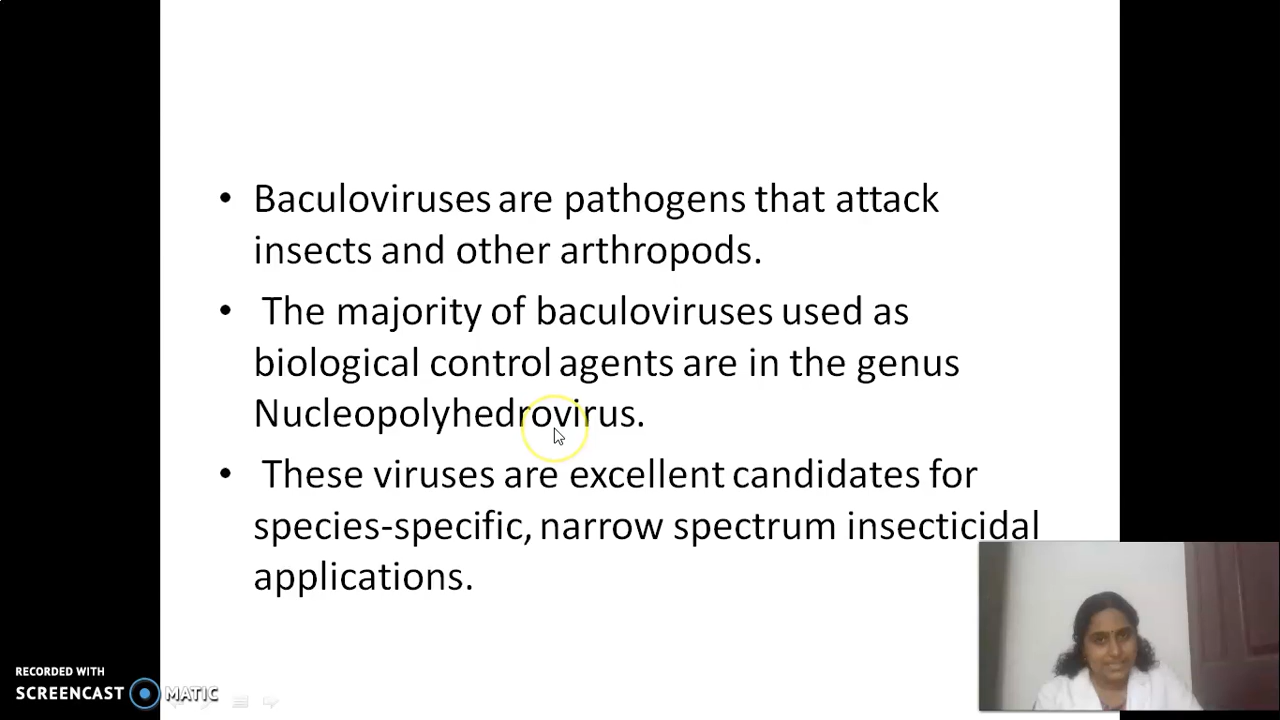 • Baculoviruses are pathogens that attack
insects and other arthropods.
• The majority of baculoviruses used as
biological control agents are in the genus
Nucleopolyhedrovirus.
• These viruses are excellent candidates for
species-specific, narrow spectrum insecticidal
applications.
RECORDED WITH
SCREENCAST MATIC